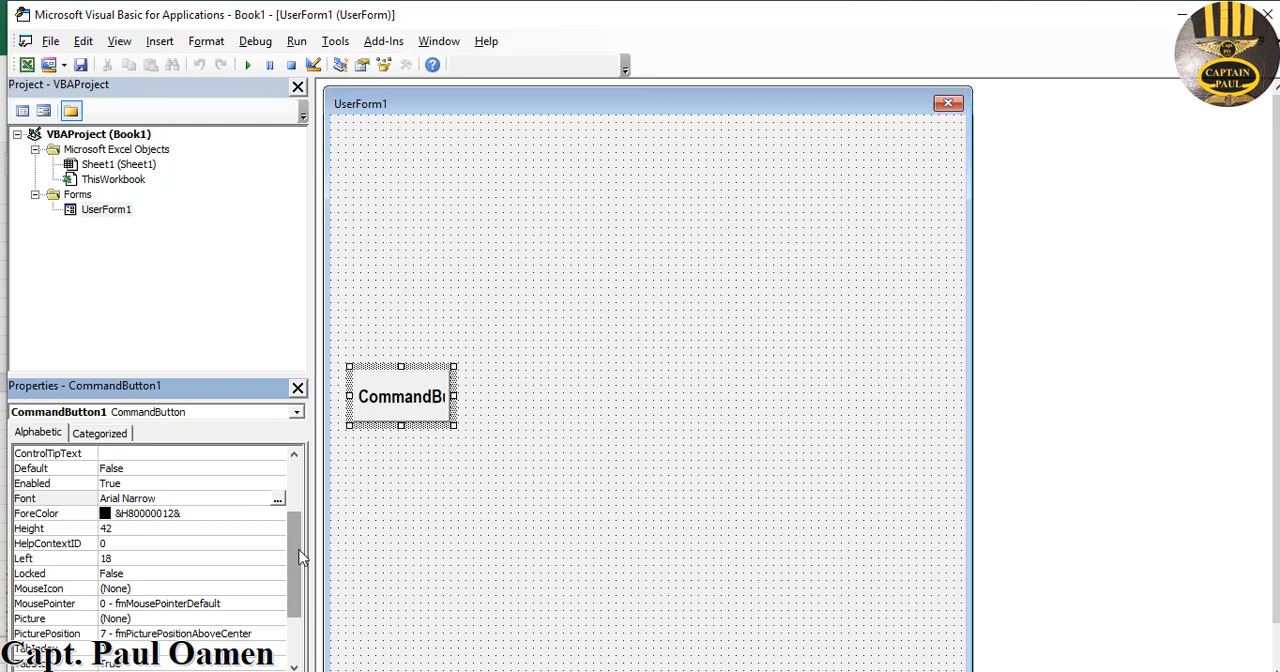 Microsoft Visual Basic for Applications - Book1 - [UserForm1 (UserForm)]
File Edit View Insert Format Debug Run Tools Add-Ins Window Help
CAPTAIN
PAUL
Project - VBAProject
VBAProject (Book1)
Microsoft Excel Objects
Sheet1 (Sheet1)
ThisWorkbook
Forms
UserForm1
UserForm1
CommandBu
Properties - CommandButton1
CommandButton1 CommandButton
Alphabetic Categorized
ControlTipText
Default False
Enabled True
Font Arial Narrow ...
ForeColor &H80000012&
Height 42
HelpContextID 0
Left 18
Locked False
MouseIcon (None)
MousePointer 0 - fmMousePointerDefault
Picture (None)
PicturePosition 7 - fmPicturePositionAboveCenter
Capt. Paul Oamen